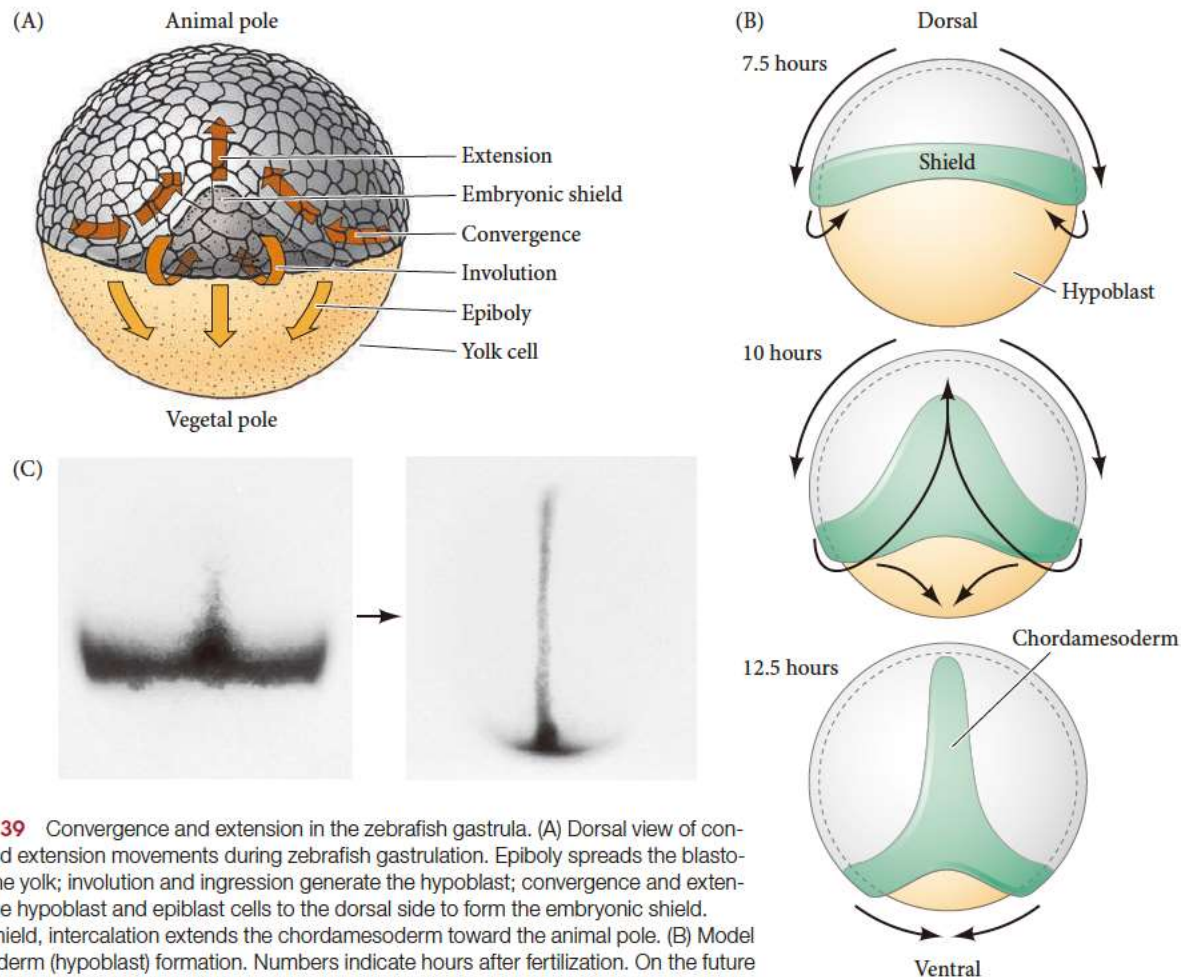 (A)
Animal pole
Extension
Embryonic shield
Convergence
Involution
Epiboly
Yolk cell
Vegetal pole
(B)
Dorsal
7.5 hours
Shield
Hypoblast
10 hours
12.5 hours
Chordamesoderm
Ventral
(C)
39 Convergence and extension in the zebrafish gastrula. (A) Dorsal view of con-
d extension movements during zebrafish gastrulation. Epiboly spreads the blasto-
he yolk; involution and ingression generate the hypoblast; convergence and exten-
e hypoblast and epiblast cells to the dorsal side to form the embryonic shield.
hield, intercalation extends the chordamesoderm toward the animal pole. (B) Model
derm (hypoblast) formation. Numbers indicate hours after fertilization. On the future